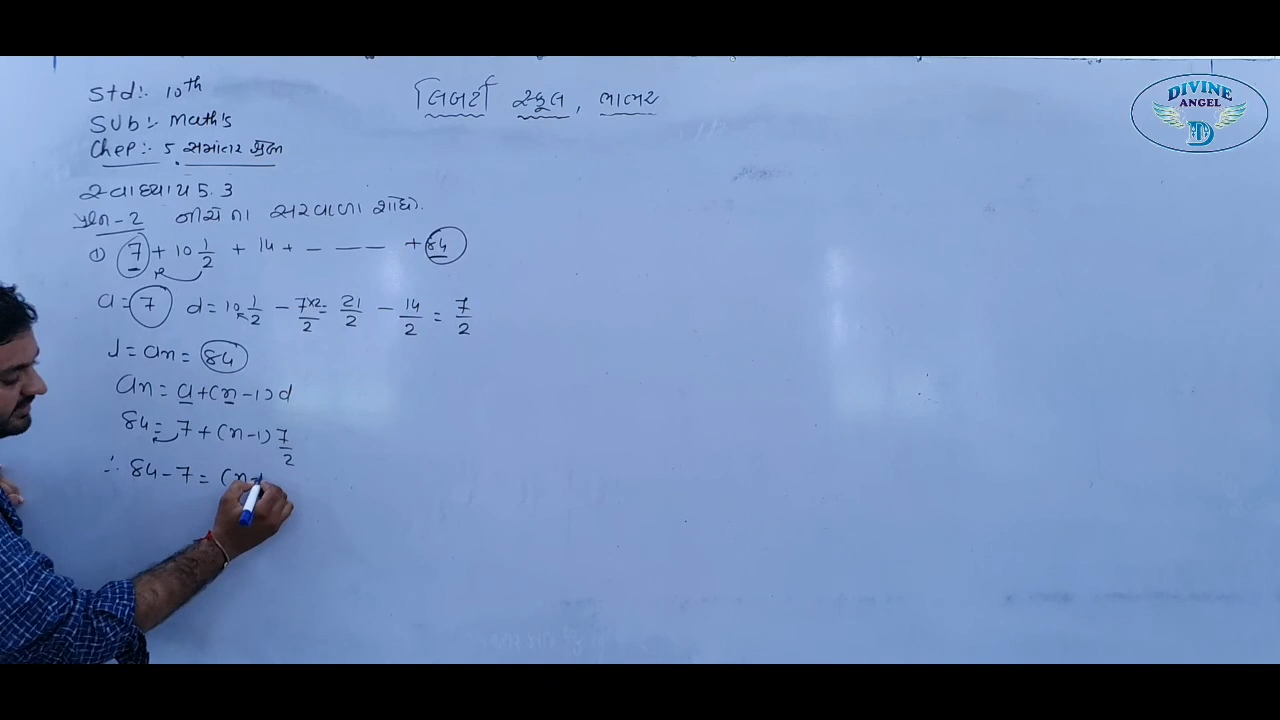 લિબર્ટી સ્કૂલ, લાલર
DIVINE
ANGEL
D
Std:- 10th
SUb:- Math's
Chep:- 5 સમાંતર શ્રેણી
સ્વાધ્યાય 5.3
પ્રશ્ન-2 નીચેના સરવાળા શોધો.
① 7 + 10 1/2 + 14 + - - - - + 84
a = 7 d = 10 1/2 - 7×2/2 = 21/2 - 14/2 = 7/2
l = an = 84
an = a + (n-1)d
84 = 7 + (n-1) 7/2
∴ 84 - 7 = (n-